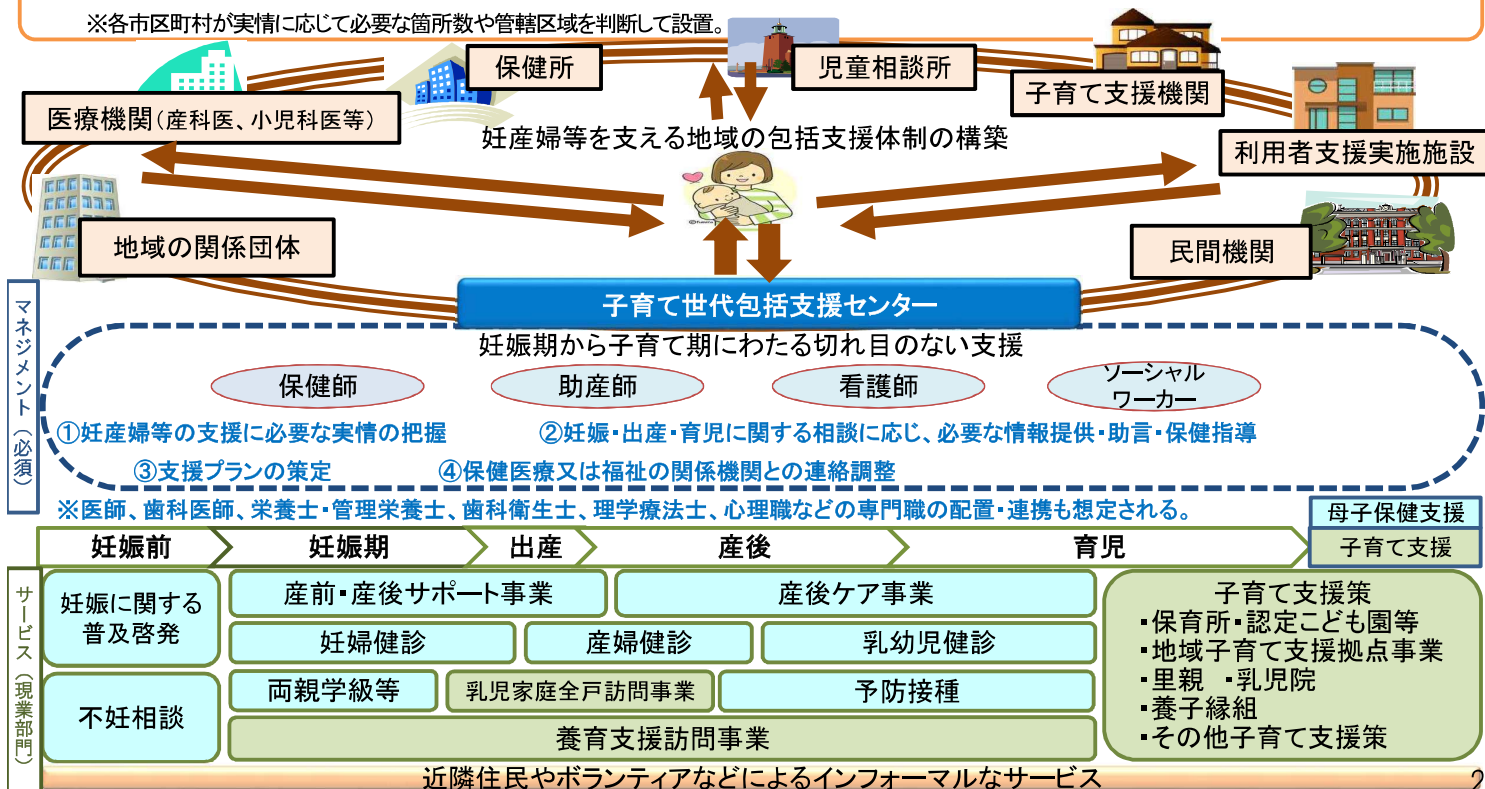 ※各市区町村が実情に応じて必要な箇所数や管轄区域を判断して設置。
保健所
児童相談所
子育て支援機関
医療機関(産科医、小児科医等)
妊産婦等を支える地域の包括支援体制の構築
利用者支援実施施設
地域の関係団体
民間機関
子育て世代包括支援センター
妊娠期から子育て期にわたる切れ目のない支援
マネジメント(必須)
保健師
助産師
看護師
ソーシャル
ワーカー
①妊産婦等の支援に必要な実情の把握
②妊娠・出産・育児に関する相談に応じ、必要な情報提供・助言・保健指導
③支援プランの策定
④保健医療又は福祉の関係機関との連絡調整
※医師、歯科医師、栄養士・管理栄養士、歯科衛生士、理学療法士、心理職などの専門職の配置・連携も想定される。
母子保健支援
子育て支援
妊娠前
妊娠期
出産
産後
育児
サービス(現業部門)
妊娠に関する
普及啓発
産前・産後サポート事業
産後ケア事業
妊婦健診
産婦健診
乳幼児健診
不妊相談
両親学級等
乳児家庭全戸訪問事業
予防接種
養育支援訪問事業
子育て支援策
・保育所・認定こども園等
・地域子育て支援拠点事業
・里親 ・乳児院
・養子縁組
・その他子育て支援策
近隣住民やボランティアなどによるインフォーマルなサービス
2